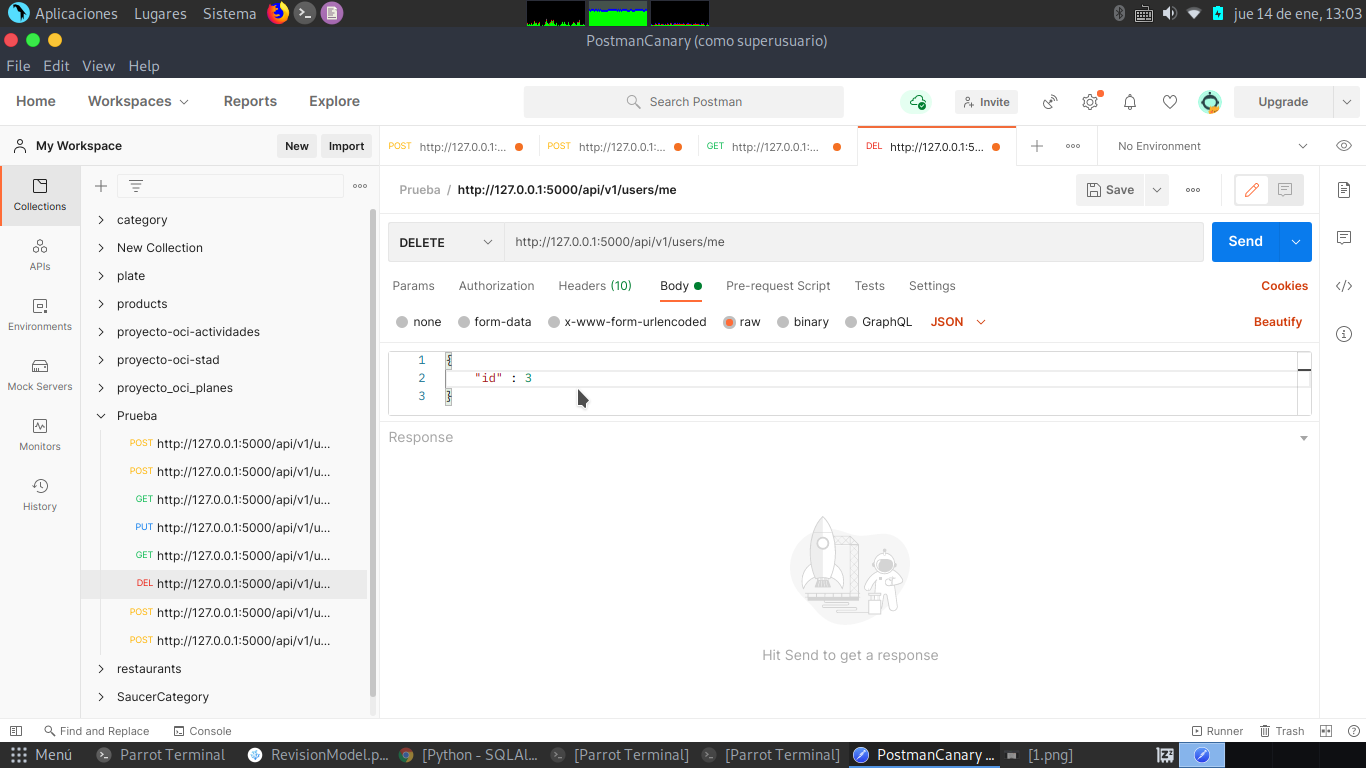 Aplicaciones Lugares Sistema jue 14 de ene, 13:03
PostmanCanary (como superusuario)
File Edit View Help
Home Workspaces Reports Explore Search Postman Invite Upgrade
My Workspace New Import
POST http://127.0.0.1:... POST http://127.0.0.1:... GET http://127.0.0.1:... DEL http://127.0.0.1:5... No Environment
Collections
APIs
Environments
Mock Servers
Monitors
History
category
New Collection
plate
products
proyecto-oci-actividades
proyecto-oci-stad
proyecto_oci_planes
Prueba
POST http://127.0.0.1:5000/api/v1/u...
POST http://127.0.0.1:5000/api/v1/u...
GET http://127.0.0.1:5000/api/v1/u...
PUT http://127.0.0.1:5000/api/v1/u...
GET http://127.0.0.1:5000/api/v1/u...
DEL http://127.0.0.1:5000/api/v1/u...
POST http://127.0.0.1:5000/api/v1/u...
POST http://127.0.0.1:5000/api/v1/u...
restaurants
SaucerCategory
Prueba / http://127.0.0.1:5000/api/v1/users/me Save
DELETE http://127.0.0.1:5000/api/v1/users/me Send
Params Authorization Headers (10) Body Pre-request Script Tests Settings Cookies
none form-data x-www-form-urlencoded raw binary GraphQL JSON Beautify
1 {
2 "id" : 3
3 }
Response
Hit Send to get a response
Find and Replace Console Runner Trash
Menú Parrot Terminal RevisionModel.p... [Python - SQLAl... [Parrot Terminal] [Parrot Terminal] PostmanCanary ... [1.png]